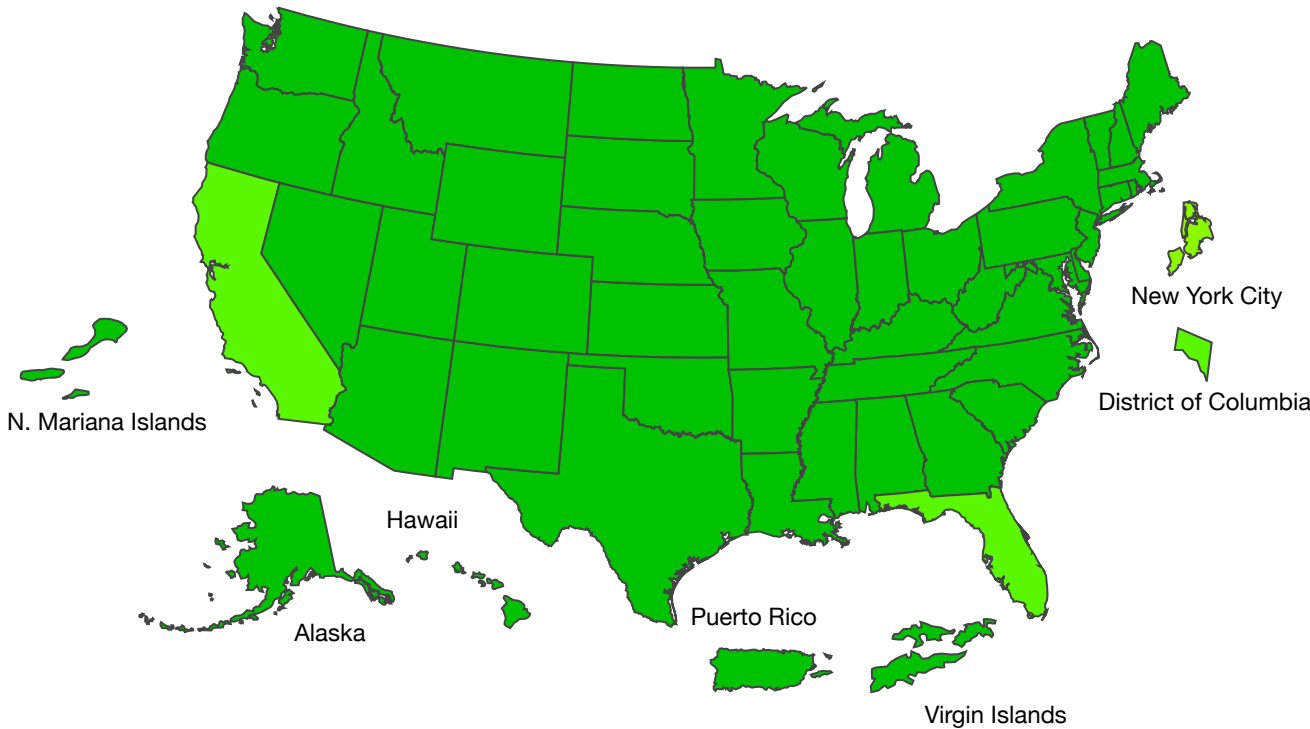 New York City
District of Columbia
N. Mariana Islands
Hawaii
Alaska
Puerto Rico
Virgin Islands